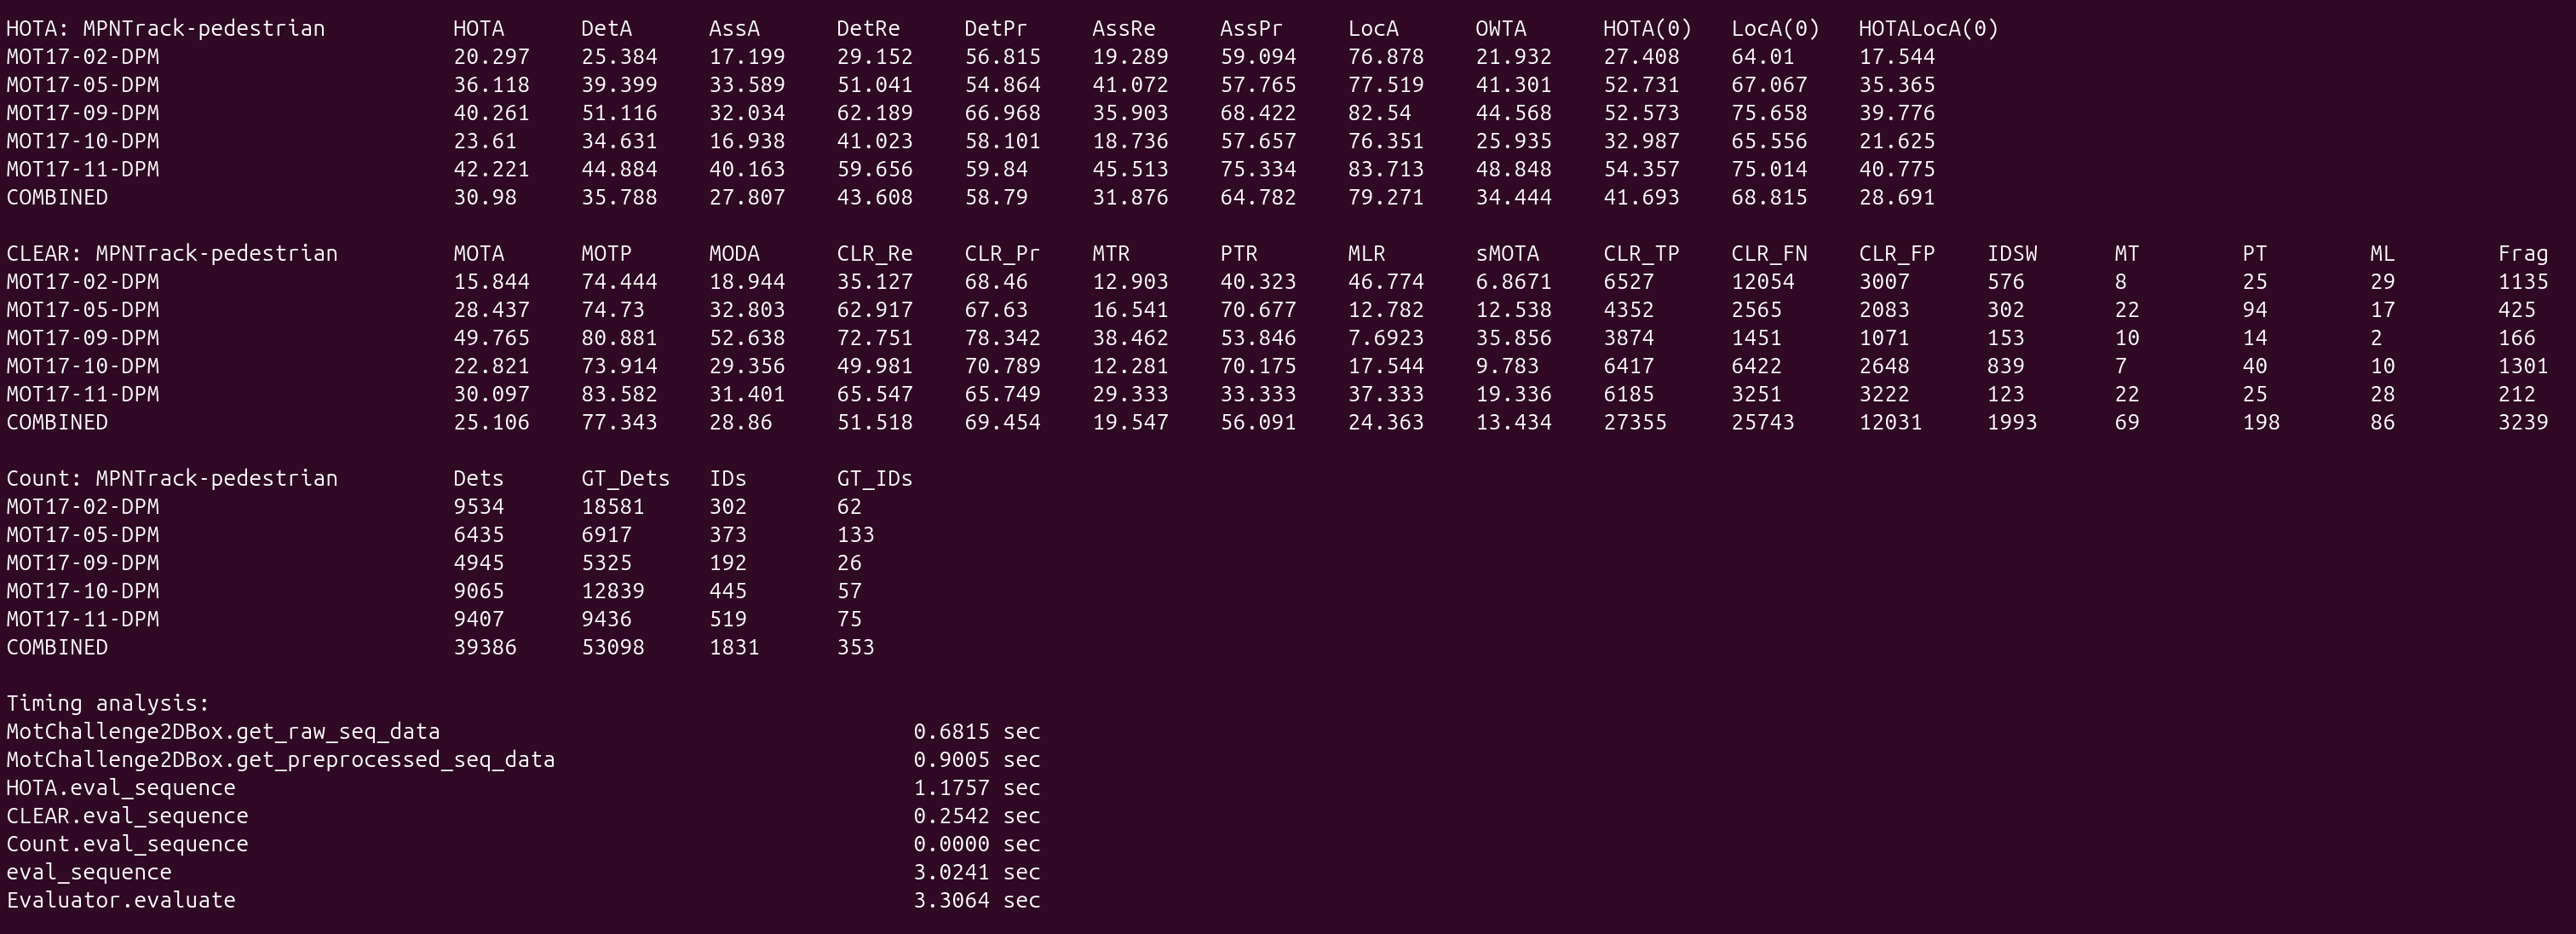 HOTA: MPNTrack-pedestrian HOTA DetA AssA DetRe DetPr AssRe AssPr LocA OWTA HOTA(0) LocA(0) HOTALocA(0)
MOT17-02-DPM 20.297 25.384 17.199 29.152 56.815 19.289 59.094 76.878 21.932 27.408 64.01 17.544
MOT17-05-DPM 36.118 39.399 33.589 51.041 54.864 41.072 57.765 77.519 41.301 52.731 67.067 35.365
MOT17-09-DPM 40.261 51.116 32.034 62.189 66.968 35.903 68.422 82.54 44.568 52.573 75.658 39.776
MOT17-10-DPM 23.61 34.631 16.938 41.023 58.101 18.736 57.657 76.351 25.935 32.987 65.556 21.625
MOT17-11-DPM 42.221 44.884 40.163 59.656 59.84 45.513 75.334 83.713 48.848 54.357 75.014 40.775
COMBINED 30.98 35.788 27.807 43.608 58.79 31.876 64.782 79.271 34.444 41.693 68.815 28.691
CLEAR: MPNTrack-pedestrian MOTA MOTP MODA CLR_Re CLR_Pr MTR PTR MLR sMOTA CLR_TP CLR_FN CLR_FP IDSW MT PT ML Frag
MOT17-02-DPM 15.844 74.444 18.944 35.127 68.46 12.903 40.323 46.774 6.8671 6527 12054 3007 576 8 25 29 1135
MOT17-05-DPM 28.437 74.73 32.803 62.917 67.63 16.541 70.677 12.782 12.538 4352 2565 2083 302 22 94 17 425
MOT17-09-DPM 49.765 80.881 52.638 72.751 78.342 38.462 53.846 7.6923 35.856 3874 1451 1071 153 10 14 2 166
MOT17-10-DPM 22.821 73.914 29.356 49.981 70.789 12.281 70.175 17.544 9.783 6417 6422 2648 839 7 40 10 1301
MOT17-11-DPM 30.097 83.582 31.401 65.547 65.749 29.333 33.333 37.333 19.336 6185 3251 3222 123 22 25 28 212
COMBINED 25.106 77.343 28.86 51.518 69.454 19.547 56.091 24.363 13.434 27355 25743 12031 1993 69 198 86 3239
Count: MPNTrack-pedestrian Dets GT_Dets IDs GT_IDs
MOT17-02-DPM 9534 18581 302 62
MOT17-05-DPM 6435 6917 373 133
MOT17-09-DPM 4945 5325 192 26
MOT17-10-DPM 9065 12839 445 57
MOT17-11-DPM 9407 9436 519 75
COMBINED 39386 53098 1831 353
Timing analysis:
MotChallenge2DBox.get_raw_seq_data 0.6815 sec
MotChallenge2DBox.get_preprocessed_seq_data 0.9005 sec
HOTA.eval_sequence 1.1757 sec
CLEAR.eval_sequence 0.2542 sec
Count.eval_sequence 0.0000 sec
eval_sequence 3.0241 sec
Evaluator.evaluate 3.3064 sec